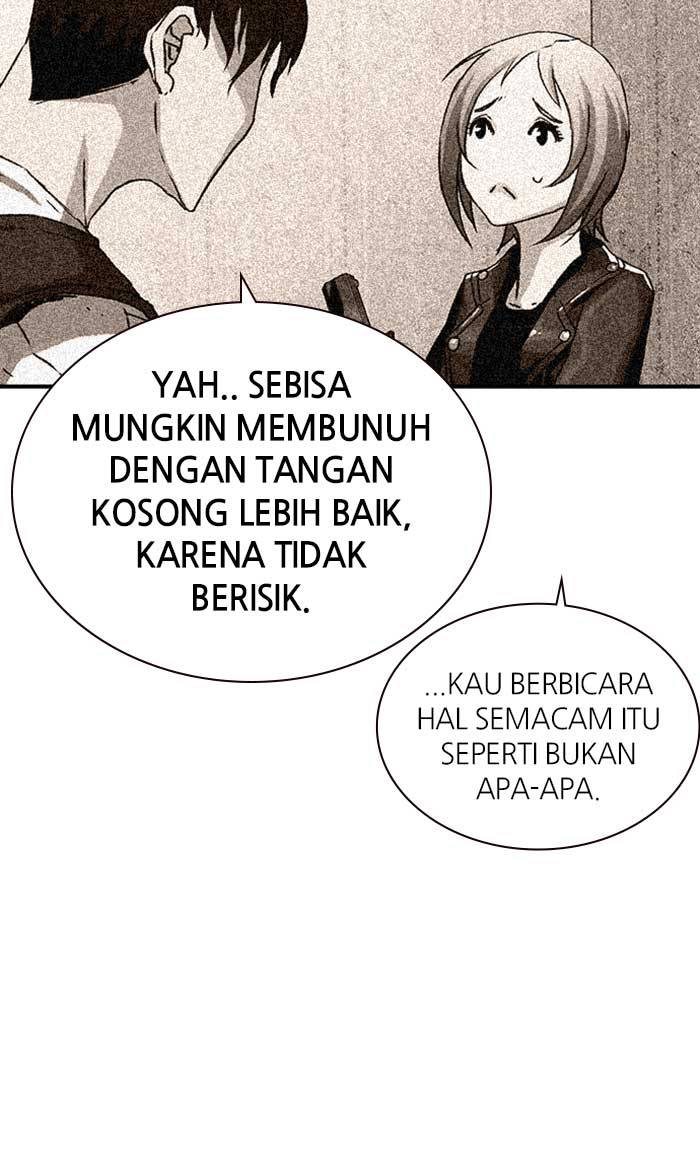 YAH.. SEBISA
MUNGKIN MEMBUNUH
DENGAN TANGAN
KOSONG LEBIH BAIK,
KARENA TIDAK
BERISIK.
...KAU BERBICARA
HAL SEMACAM ITU
SEPERTI BUKAN
APA-APA.